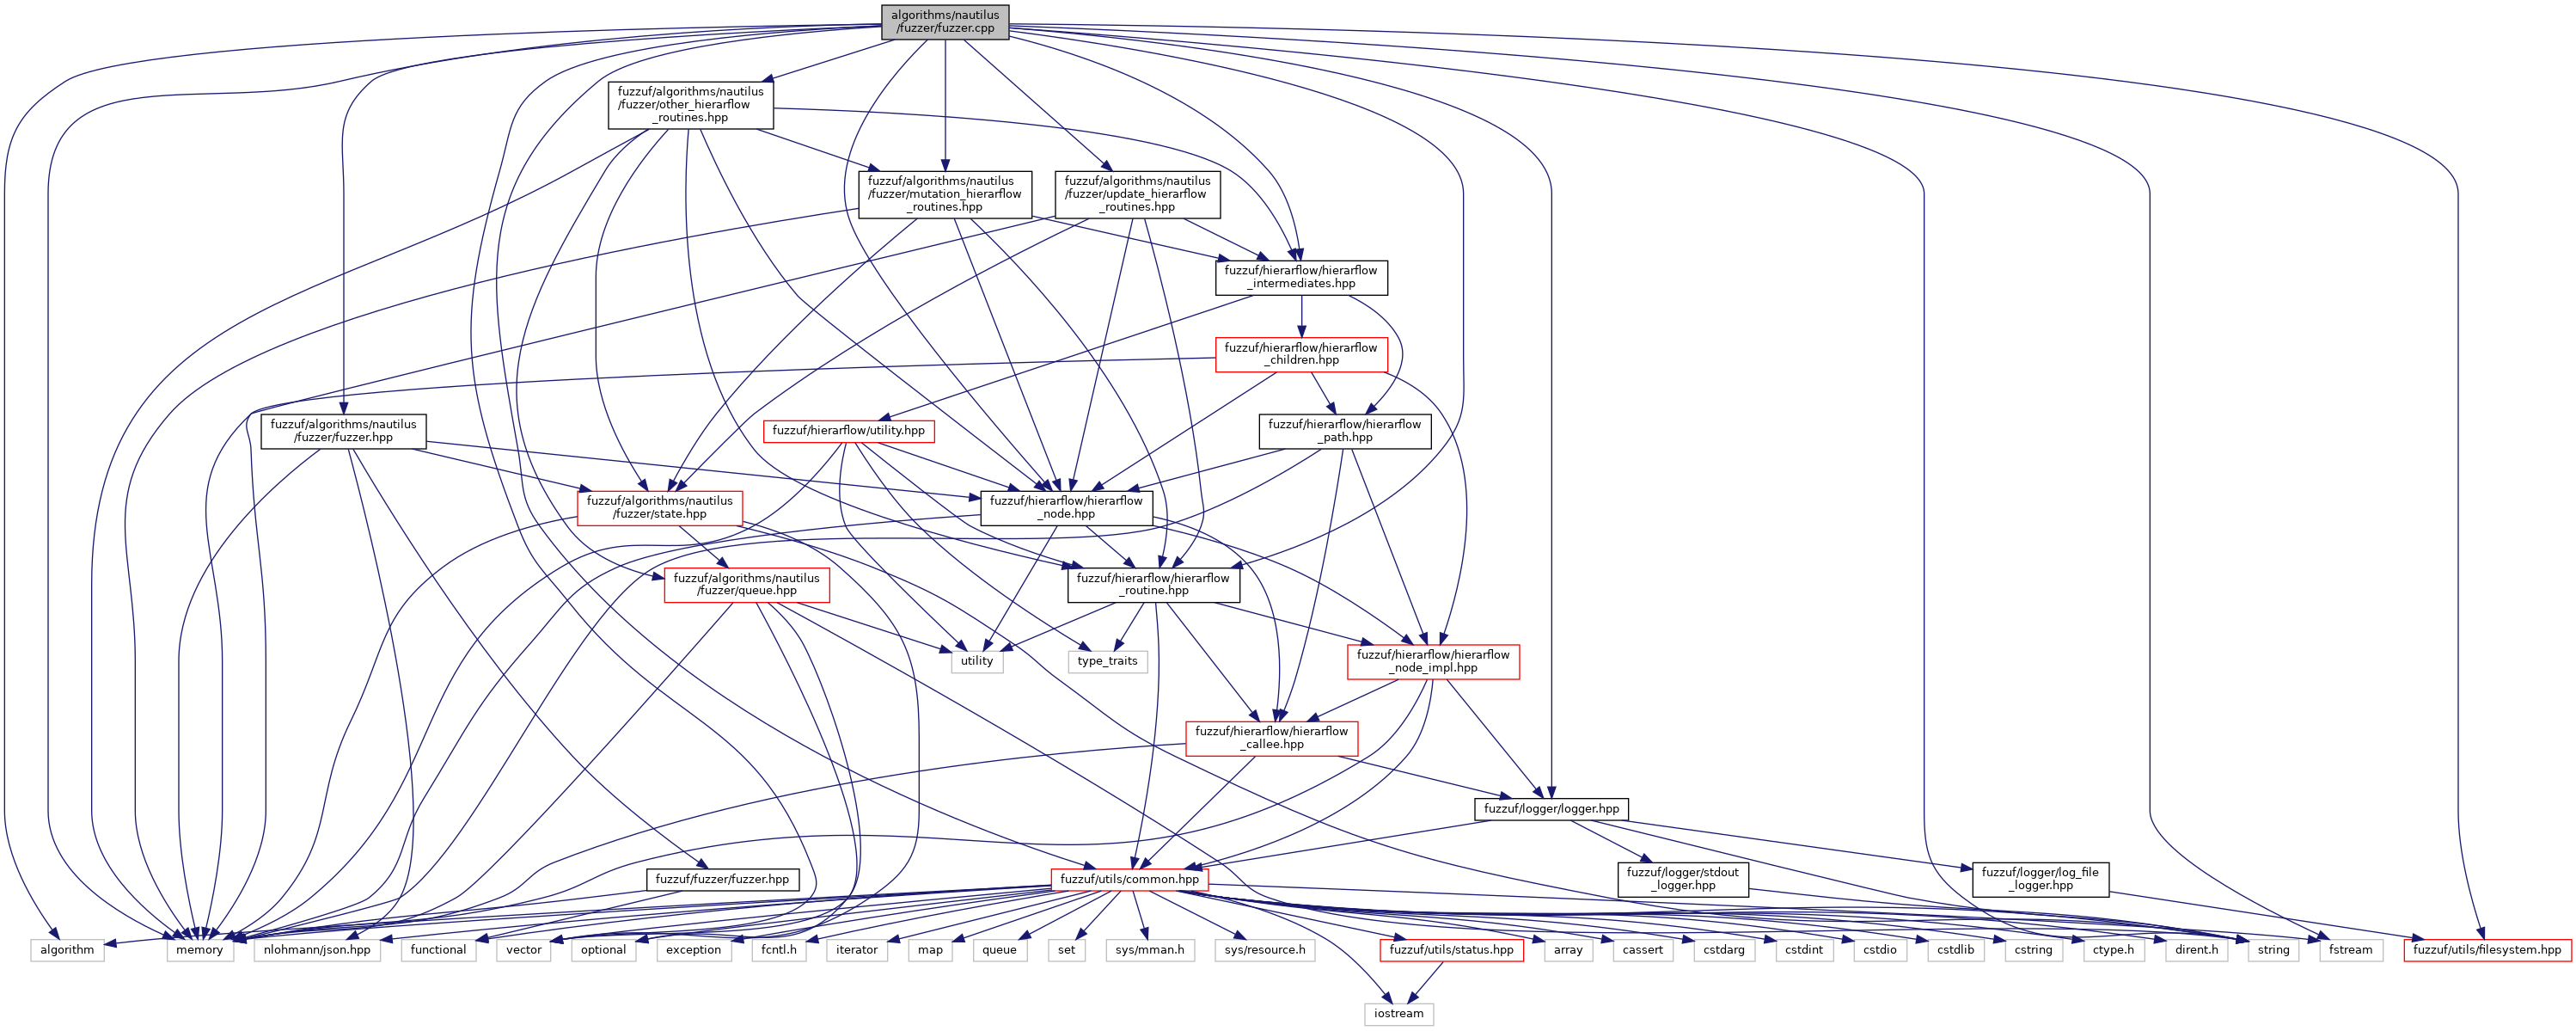 algorithms/nautilus
/fuzzer/fuzzer.cpp
fuzzuf/algorithms/nautilus
/fuzzer/other_hierarflow
_routines.hpp
fuzzuf/algorithms/nautilus
/fuzzer/mutation_hierarflow
_routines.hpp
fuzzuf/algorithms/nautilus
/fuzzer/update_hierarflow
_routines.hpp
fuzzuf/hierarflow/hierarflow
_intermediates.hpp
fuzzuf/hierarflow/hierarflow
_children.hpp
fuzzuf/algorithms/nautilus
/fuzzer/fuzzer.hpp
fuzzuf/hierarflow/utility.hpp
fuzzuf/hierarflow/hierarflow
_path.hpp
fuzzuf/algorithms/nautilus
/fuzzer/state.hpp
fuzzuf/hierarflow/hierarflow
_node.hpp
fuzzuf/algorithms/nautilus
/fuzzer/queue.hpp
fuzzuf/hierarflow/hierarflow
_routine.hpp
utility
type_traits
fuzzuf/hierarflow/hierarflow
_node_impl.hpp
fuzzuf/hierarflow/hierarflow
_callee.hpp
fuzzuf/logger/logger.hpp
fuzzuf/fuzzer/fuzzer.hpp
fuzzuf/utils/common.hpp
fuzzuf/logger/stdout
_logger.hpp
fuzzuf/logger/log_file
_logger.hpp
algorithm
memory
nlohmann/json.hpp
functional
vector
optional
exception
fcntl.h
iterator
map
queue
set
sys/mman.h
sys/resource.h
fuzzuf/utils/status.hpp
array
cassert
cstdarg
cstdint
cstdio
cstdlib
cstring
ctype.h
dirent.h
string
fstream
fuzzuf/utils/filesystem.hpp
iostream